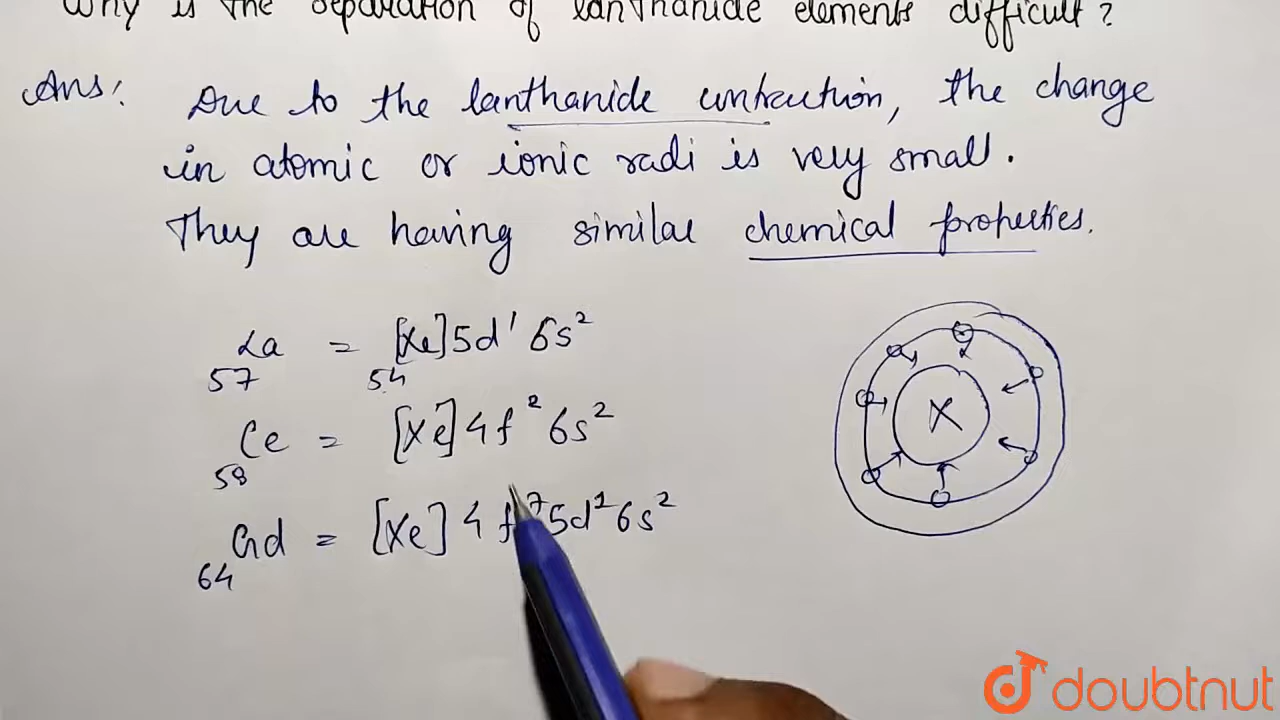 Why is the separation of lanthanide elements difficult?
Ans: Due to the lanthanide contraction, the change
in atomic or ionic radi is very small.
They are having similar chemical properties.
57La = [Xe]54 5d¹ 6s²
58Ce = [Xe] 4f² 6s²
64Gd = [Xe] 4f⁷ 5d¹ 6s²
X
doubtnut